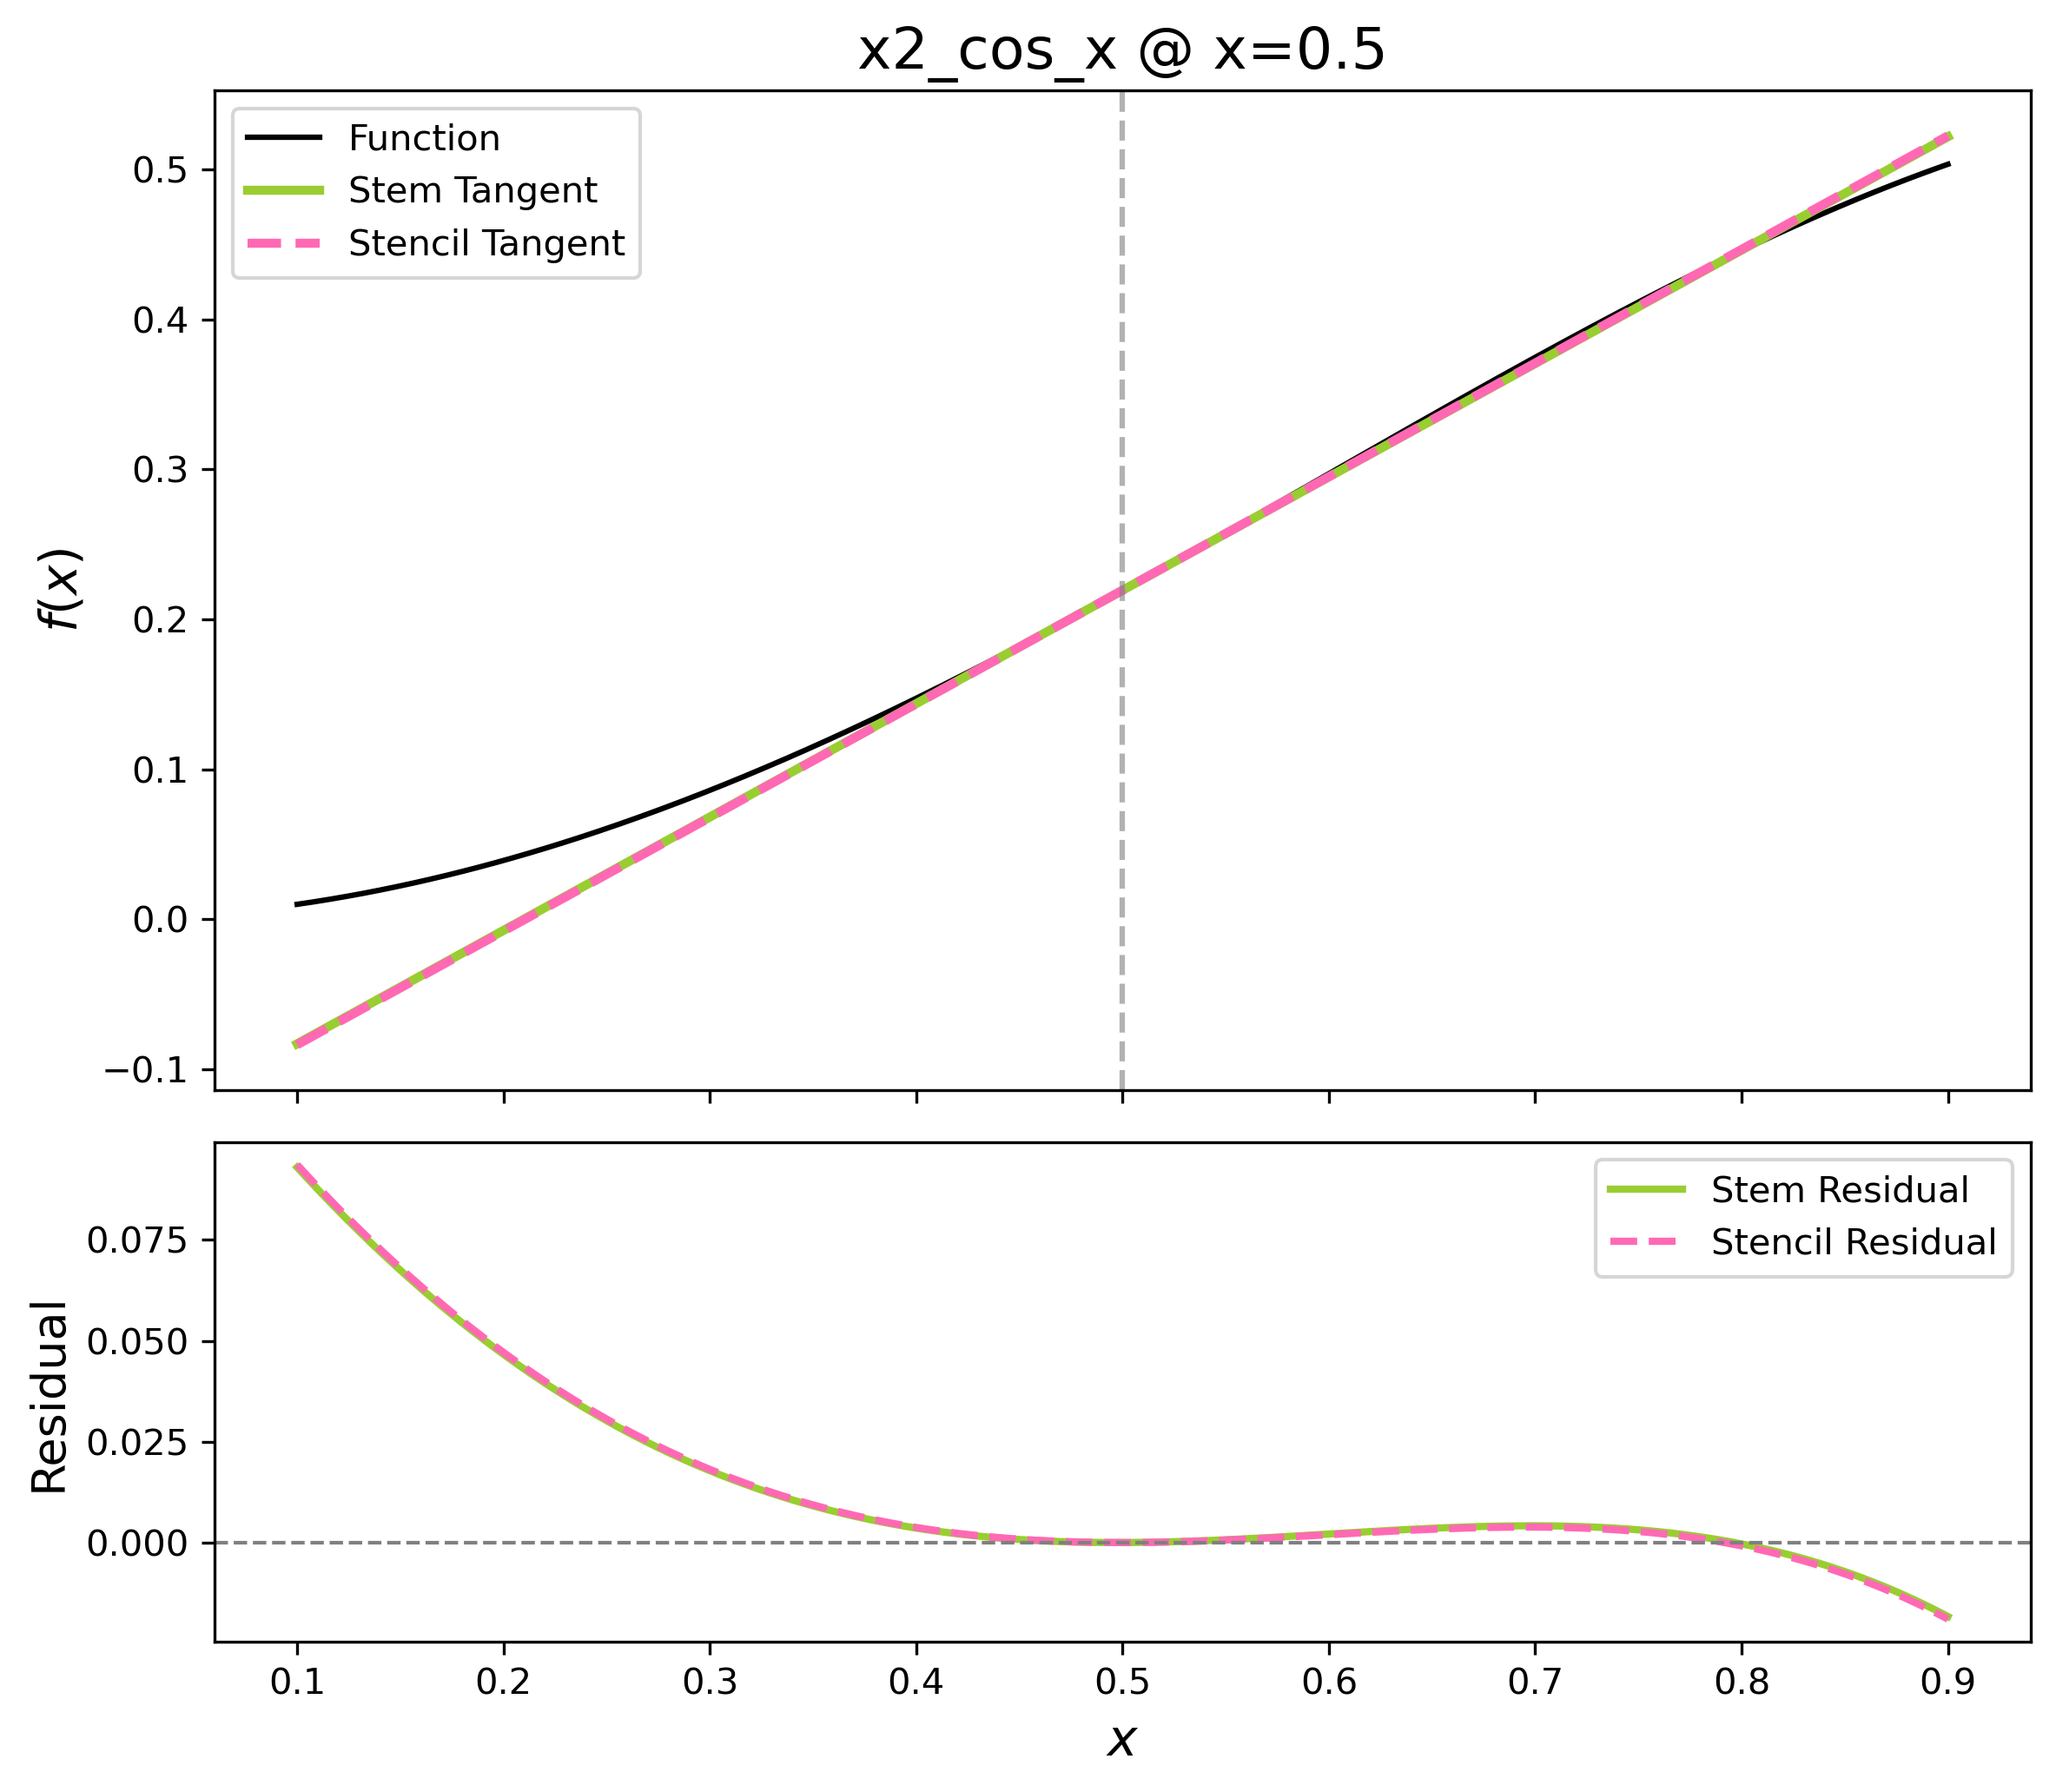 x2_cos_x @ x=0.5
Function
Stem Tangent
Stencil Tangent
0.5
0.4
0.3
0.2
0.1
0.0
−0.1
f(x)
Stem Residual
Stencil Residual
0.075
0.050
0.025
0.000
Residual
0.1 0.2 0.3 0.4 0.5 0.6 0.7 0.8 0.9
x